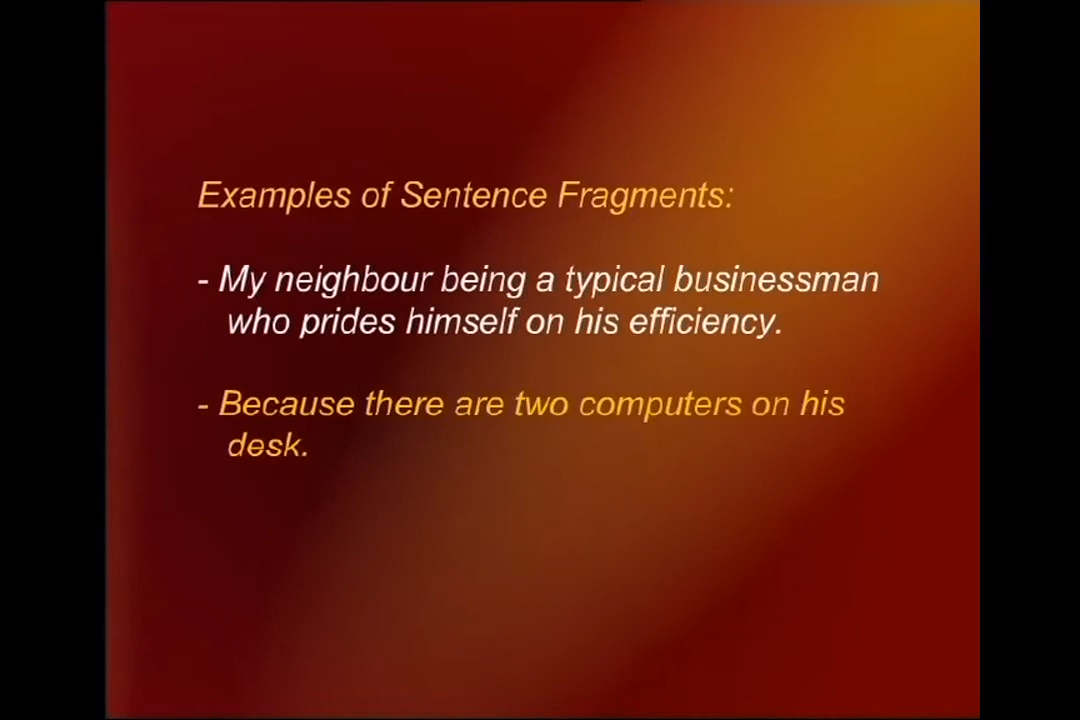 Examples of Sentence Fragments:
- My neighbour being a typical businessman
who prides himself on his efficiency.
- Because there are two computers on his
desk.